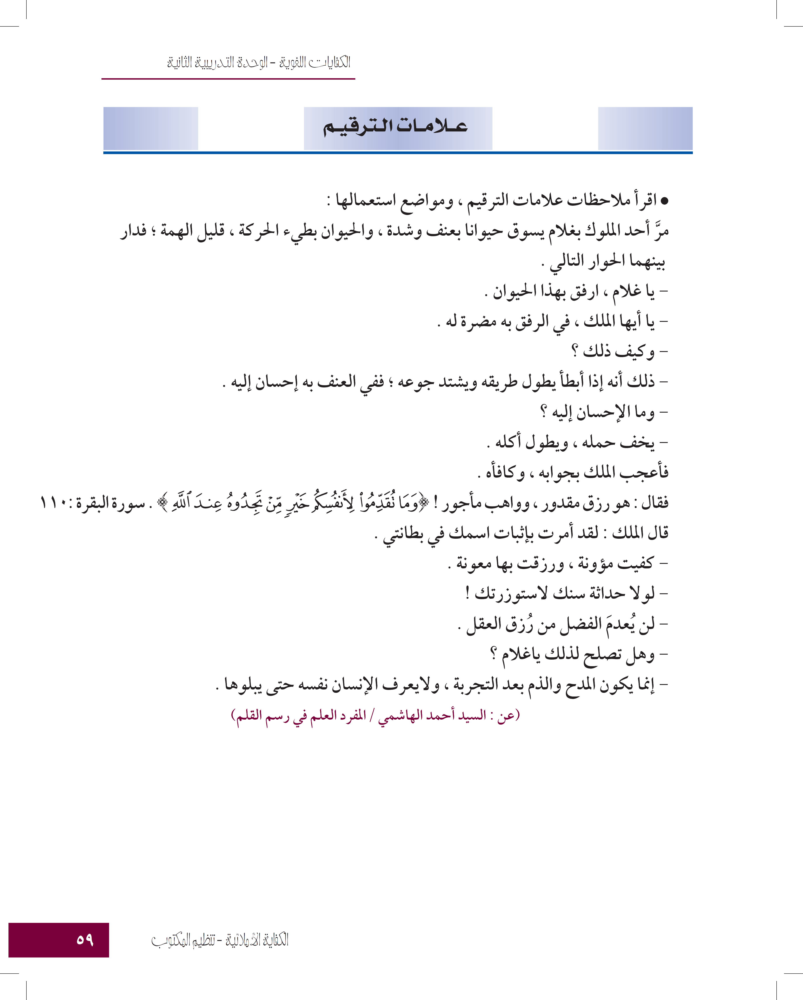 الكفايات اللغوية - الوحدة التدريبية الثانية
عـلامـات الـتـرقيـم
● اقرأ ملاحظات علامات الترقيم ، ومواضع استعمالها :
مرَّ أحد الملوك بغلام يسوق حيوانا بعنف وشدة ، والحيوان بطيء الحركة ، قليل الهمة ؛ فدار
بينهما الحوار التالي .
– يا غلام ، ارفق بهذا الحيوان .
– يا أيها الملك ، في الرفق به مضرة له .
– وكيف ذلك ؟
– ذلك أنه إذا أبطأ يطول طريقه ويشتد جوعه ؛ ففي العنف به إحسان إليه .
– وما الإحسان إليه ؟
– يخف حمله ، ويطول أكله .
فأعجب الملك بجوابه ، وكافأه .
فقال : هو رزق مقدور ، وواهب مأجور ! ﴿وَمَا نُقَدِّمُوا۟ لِأَنفُسِكُم خَيْرٍ مِّنْ تَجِدُوهُ عِندَ ٱللَّهِ ﴾ . سورة البقرة : ١١٠
قال الملك : لقد أمرت بإثبات اسمك في بطانتي .
– كفيت مؤونة ، ورزقت بها معونة .
– لولا حداثة سنك لاستوزرتك !
– لن يُعدمَ الفضل من رُزق العقل .
– وهل تصلح لذلك ياغلام ؟
– إنما يكون المدح والذم بعد التجربة ، ولايعرف الإنسان نفسه حتى يبلوها .
(عن : السيد أحمد الهاشمي / المفرد العلم في رسم القلم)
الكفاية الإملائية - تنظيم المكتوب
٥٩